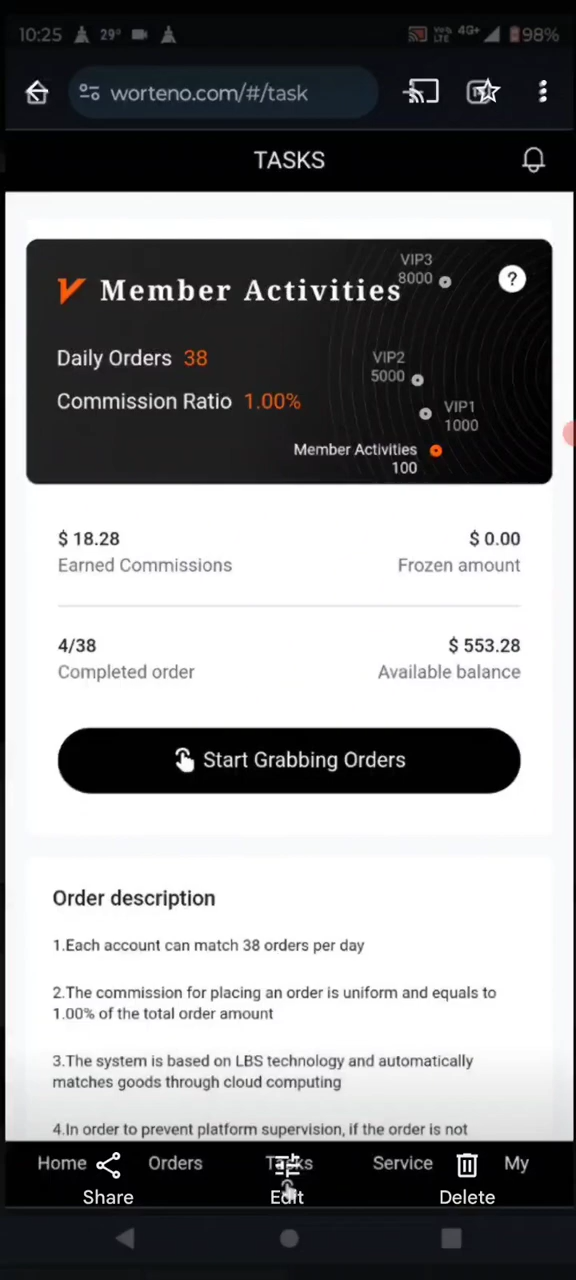 10:25 29° Vo LTE 4G+ 98%
worteno.com/#/task
TASKS
VIP3
8000
?
Member Activities
Daily Orders 38
VIP2
5000
Commission Ratio 1.00%
VIP1
1000
Member Activities
100
$ 18.28
$ 0.00
Earned Commissions
Frozen amount
4/38
$ 553.28
Completed order
Available balance
Start Grabbing Orders
Order description
1.Each account can match 38 orders per day
2.The commission for placing an order is uniform and equals to
1.00% of the total order amount
3.The system is based on LBS technology and automatically
matches goods through cloud computing
4.In order to prevent platform supervision, if the order is not
Home Orders Tasks Service My
Share Edit Delete